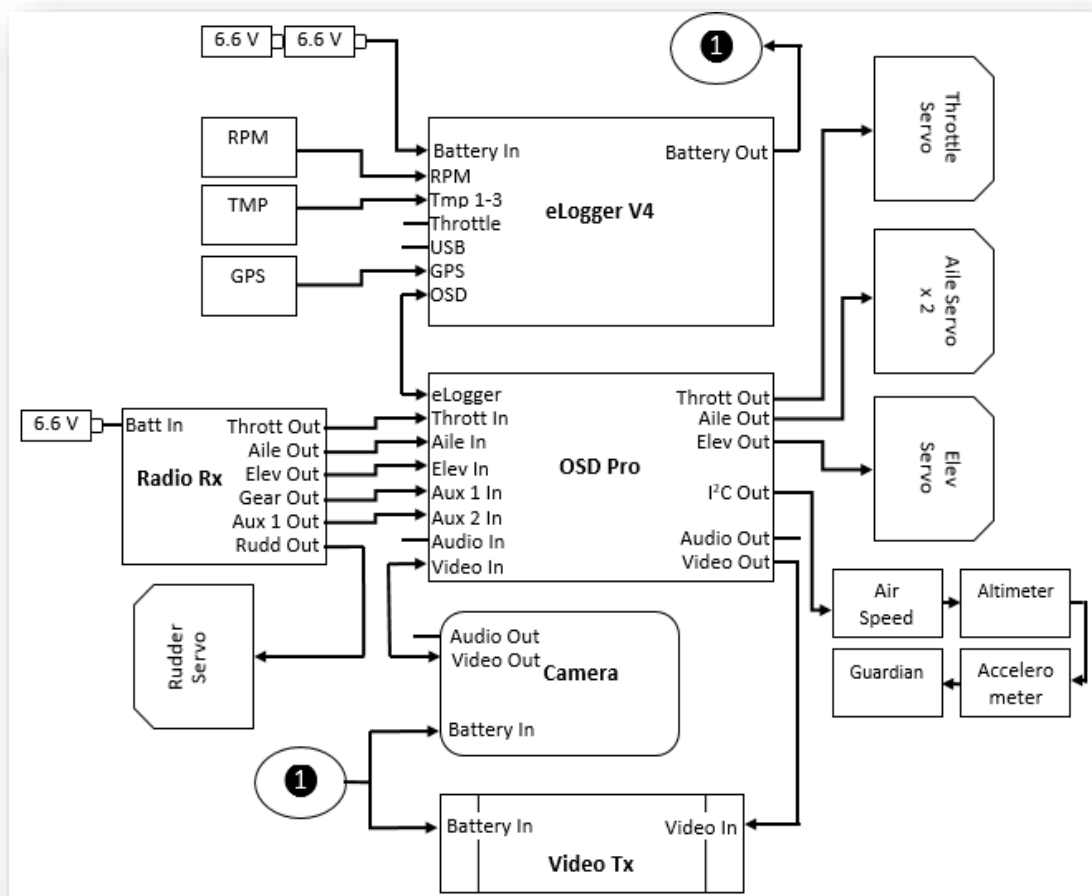 6.6 V
6.6 V
1
RPM
TMP
GPS
Battery In
RPM
Tmp 1-3
Throttle
USB
GPS
OSD
eLogger V4
Battery Out
Throttle
Servo
Aile Servo
x 2
Elev
Servo
6.6 V
Batt In
Radio Rx
Thrott Out
Aile Out
Elev Out
Gear Out
Aux 1 Out
Rudd Out
eLogger
Thrott In
Aile In
Elev In
Aux 1 In
Aux 2 In
Audio In
Video In
OSD Pro
Thrott Out
Aile Out
Elev Out
I²C Out
Audio Out
Video Out
Rudder
Servo
Audio Out
Video Out
Camera
Battery In
Air
Speed
Altimeter
Guardian
Accelero
meter
1
Battery In
Video In
Video Tx